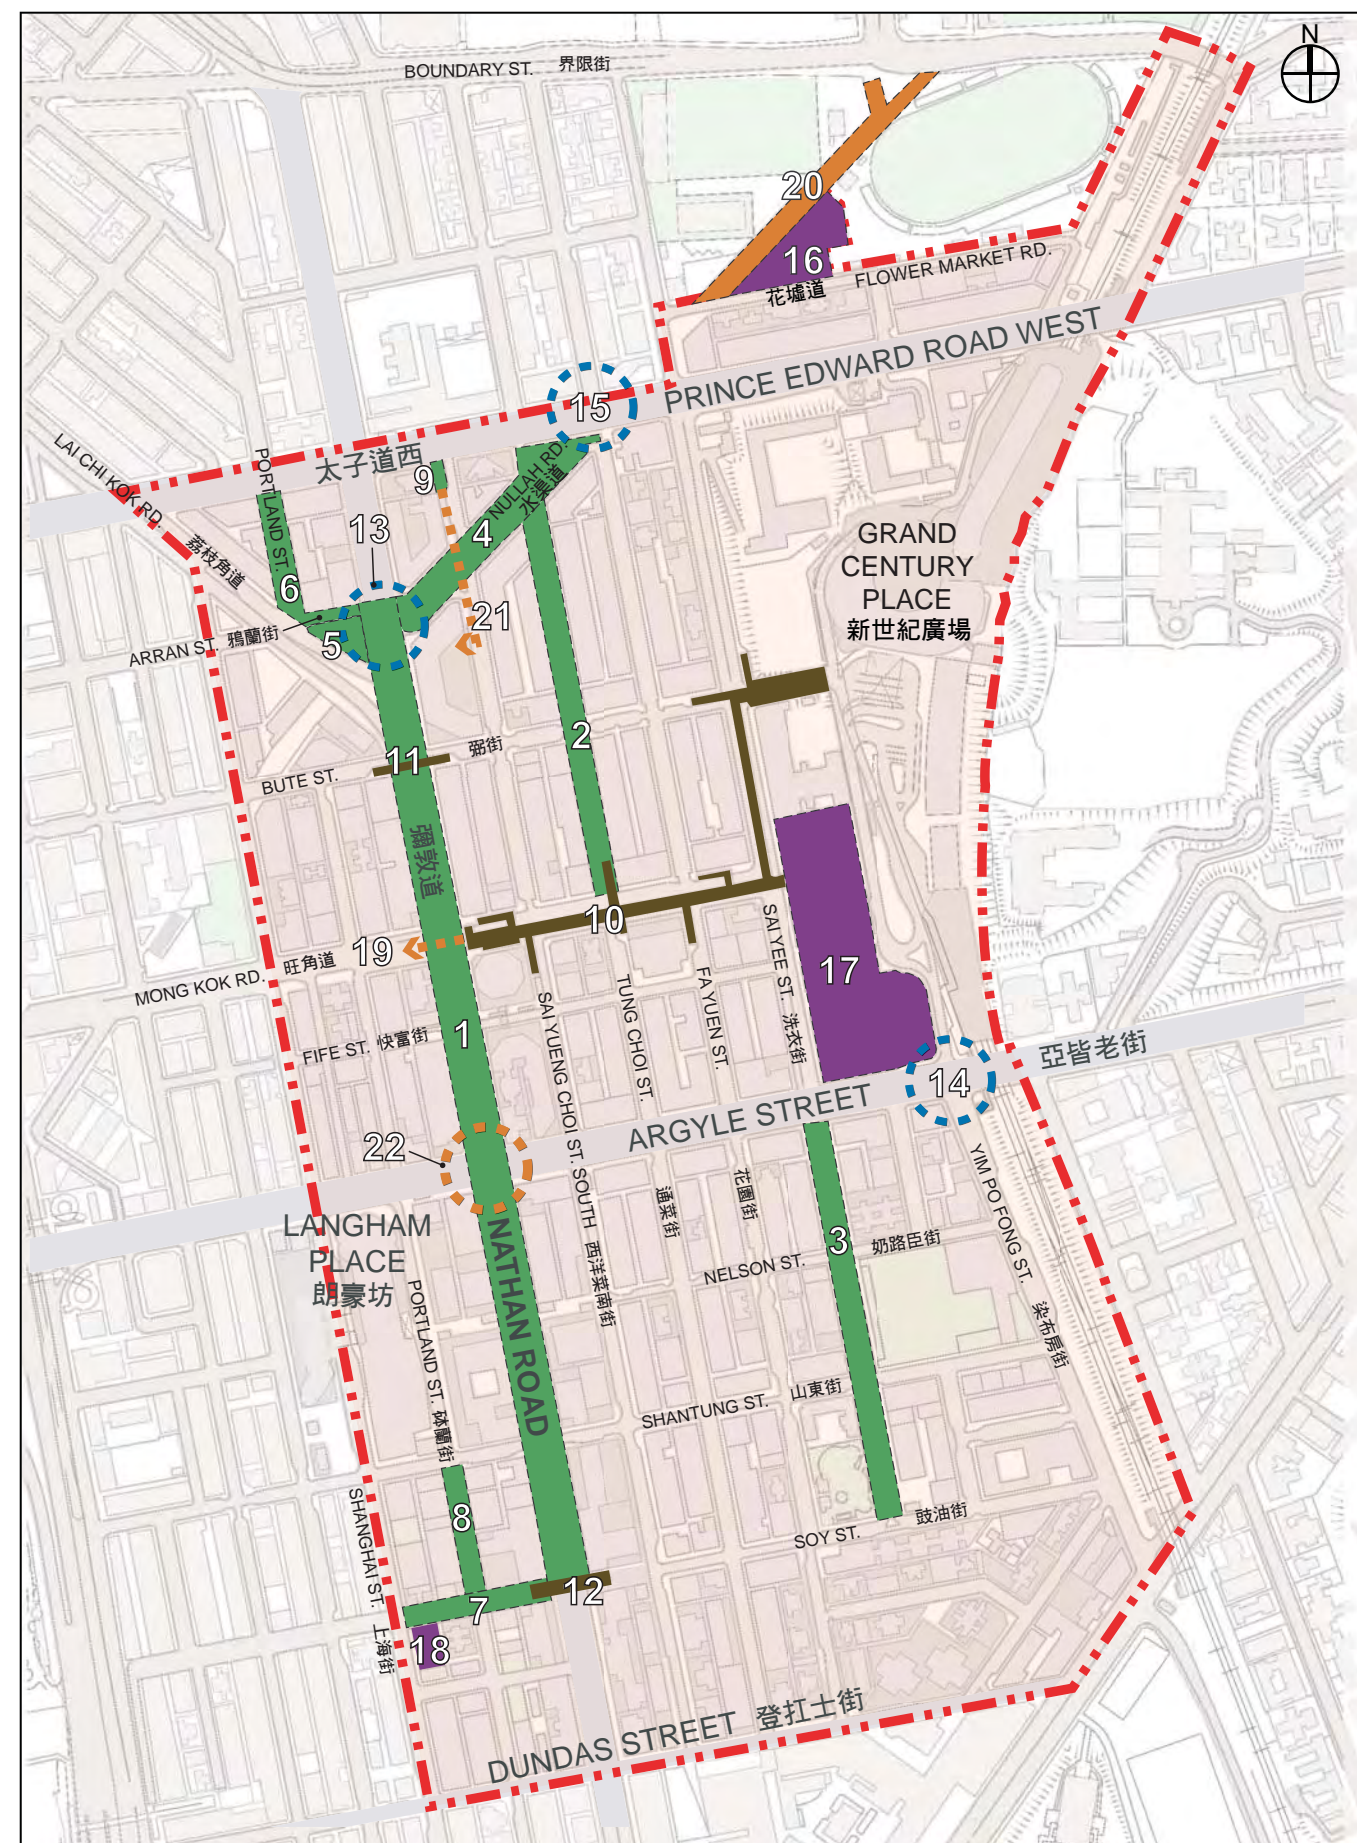 N
BOUNDARY ST. 界限街
20
16
花墟道 FLOWER MARKET RD.
PRINCE EDWARD ROAD WEST
太子道西
15
LAI CHI KOK RD. 荔枝角道
PORTLAND ST.
9
NULLAH RD.
水渠道
4
13
6
21
ARRAN ST. 鴉蘭街
5
GRAND
CENTURY
PLACE
新世紀廣場
2
11
BUTE ST. 弼街
彌敦道
10
19
MONG KOK RD. 旺角道
17
SAI YEE ST. 洗衣街
FA YUEN ST.
TUNG CHOI ST.
SAI YEUNG CHOI ST. SOUTH 西洋菜南街
1
FIFE ST. 快富街
14
亞皆老街
ARGYLE STREET
22
LANGHAM
PLACE
朗豪坊
NATHAN ROAD
通菜街
花園街
3
NELSON ST. 奶路臣街
YIM PO FONG ST. 染布房街
PORTLAND ST. 砵蘭街
SHANTUNG ST. 山東街
8
SHANGHAI ST. 上海街
SOY ST. 豉油街
12
7
18
DUNDAS STREET 登打士街